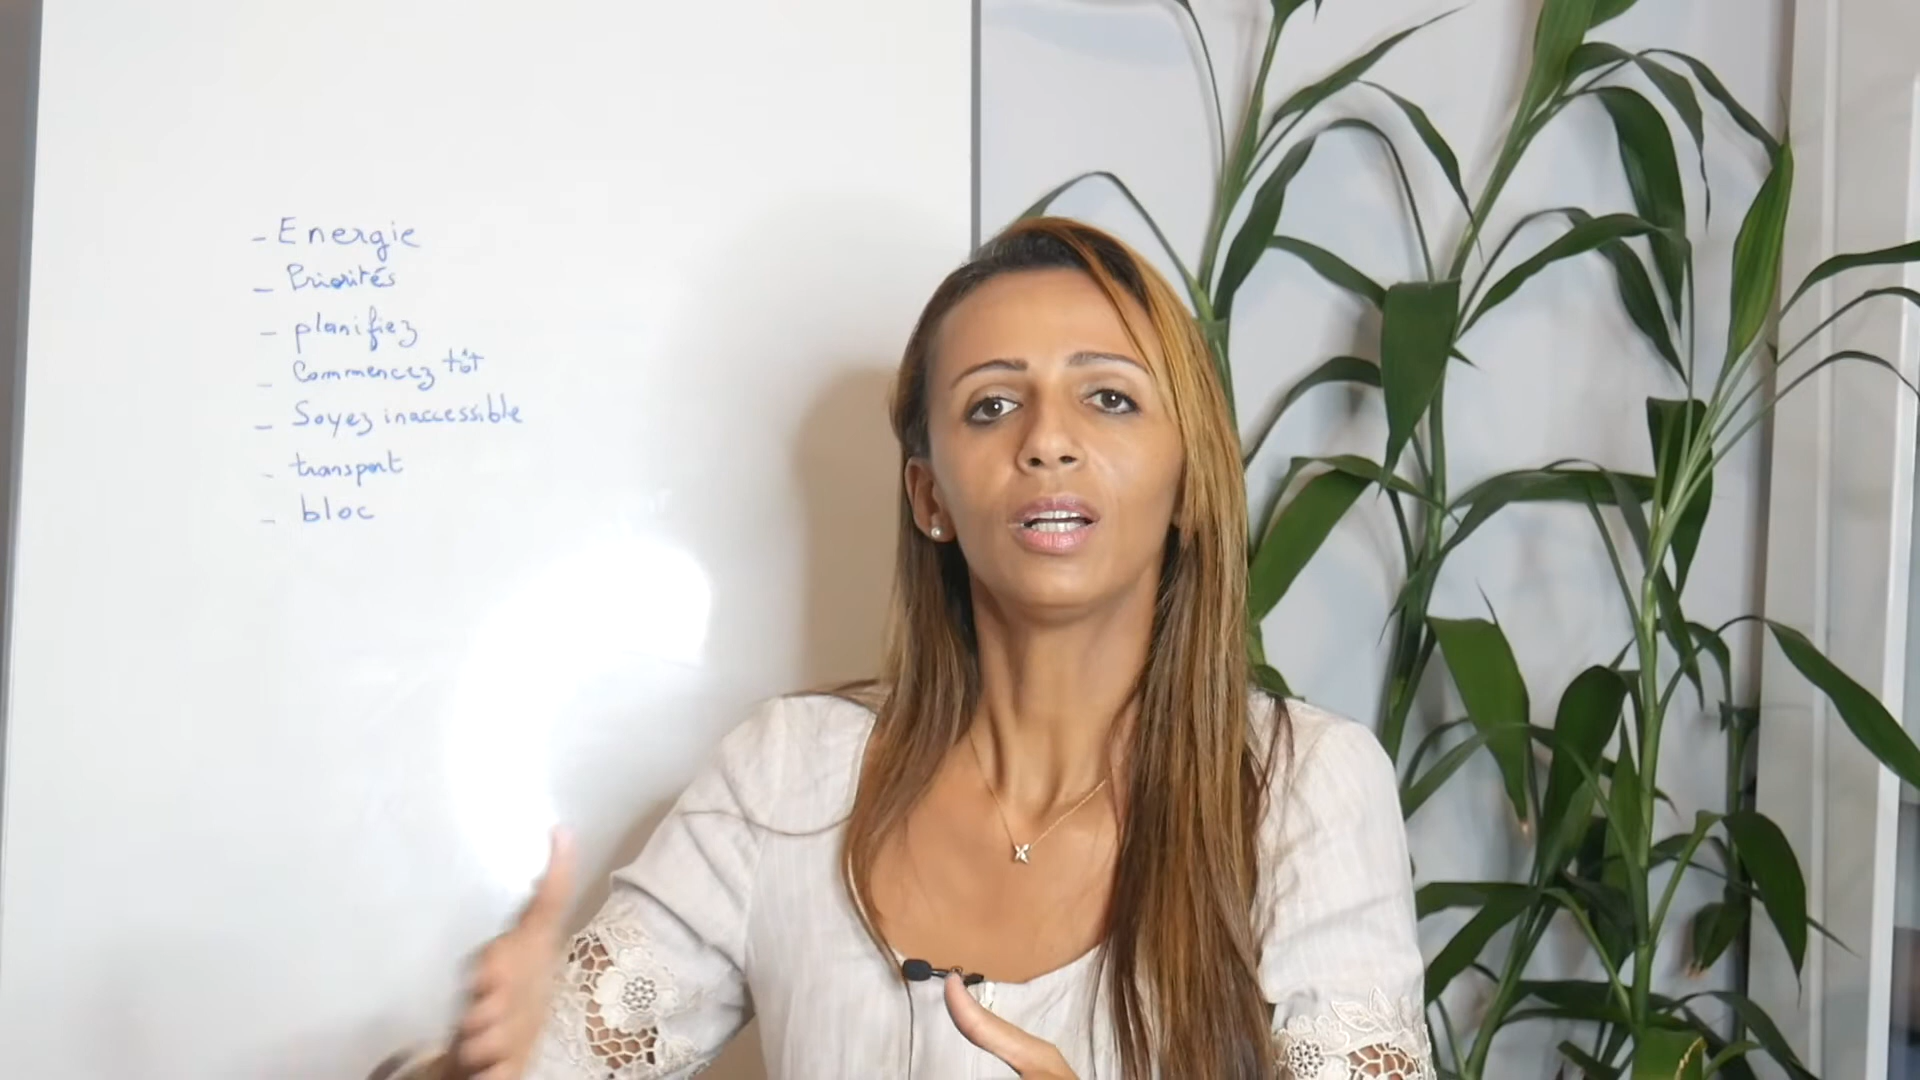 - Energie
- Priorités
- planifiez
- Commencez tôt
- Soyez inaccessible
- transport
- bloc